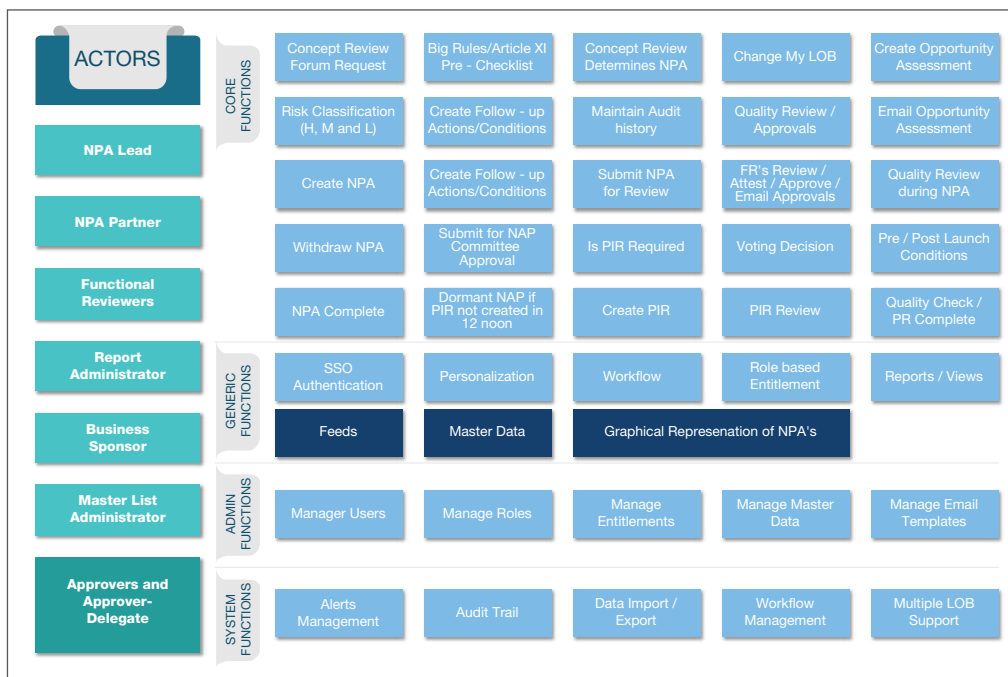 ACTORS
NPA Lead
NPA Partner
Functional
Reviewers
Report
Administrator
Business
Sponsor
Master List
Administrator
Approvers and
Approver-
Delegate
CORE
FUNCTIONS
Concept Review
Forum Request
Big Rules/Article XI
Pre - Checklist
Concept Review
Determines NPA
Change My LOB
Create Opportunity
Assessment
Risk Classification
(H, M and L)
Create Follow - up
Actions/Conditions
Maintain Audit
history
Quality Review /
Approvals
Email Opportunity
Assessment
Create NPA
Create Follow - up
Actions/Conditions
Submit NPA
for Review
FR's Review /
Attest / Approve /
Email Approvals
Quality Review
during NPA
Withdraw NPA
Submit for NAP
Committee
Approval
Is PIR Required
Voting Decision
Pre / Post Launch
Conditions
NPA Complete
Dormant NAP if
PIR not created in
12 noon
Create PIR
PIR Review
Quality Check /
PR Complete
GENERIC
FUNCTIONS
SSO
Authentication
Personalization
Workflow
Role based
Entitlement
Reports / Views
Feeds
Master Data
Graphical Represenation of NPA's
ADMIN
FUNCTIONS
Manager Users
Manage Roles
Manage
Entitlements
Manage Master
Data
Manage Email
Templates
SYSTEM
FUNCTIONS
Alerts
Management
Audit Trail
Data Import /
Export
Workflow
Management
Multiple LOB
Support